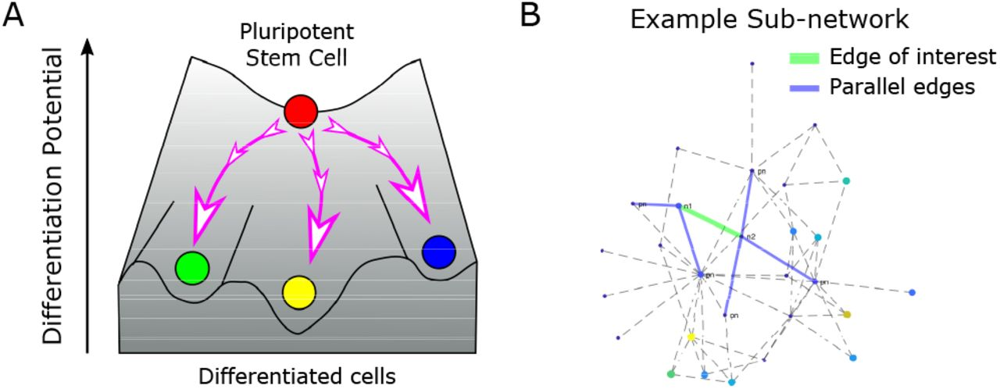 A
Pluripotent
Stem Cell
Differentiation Potential
Differentiated cells
B
Example Sub-network
Edge of interest
Parallel edges
pn
pn
n1
n2
pn
pn
pn